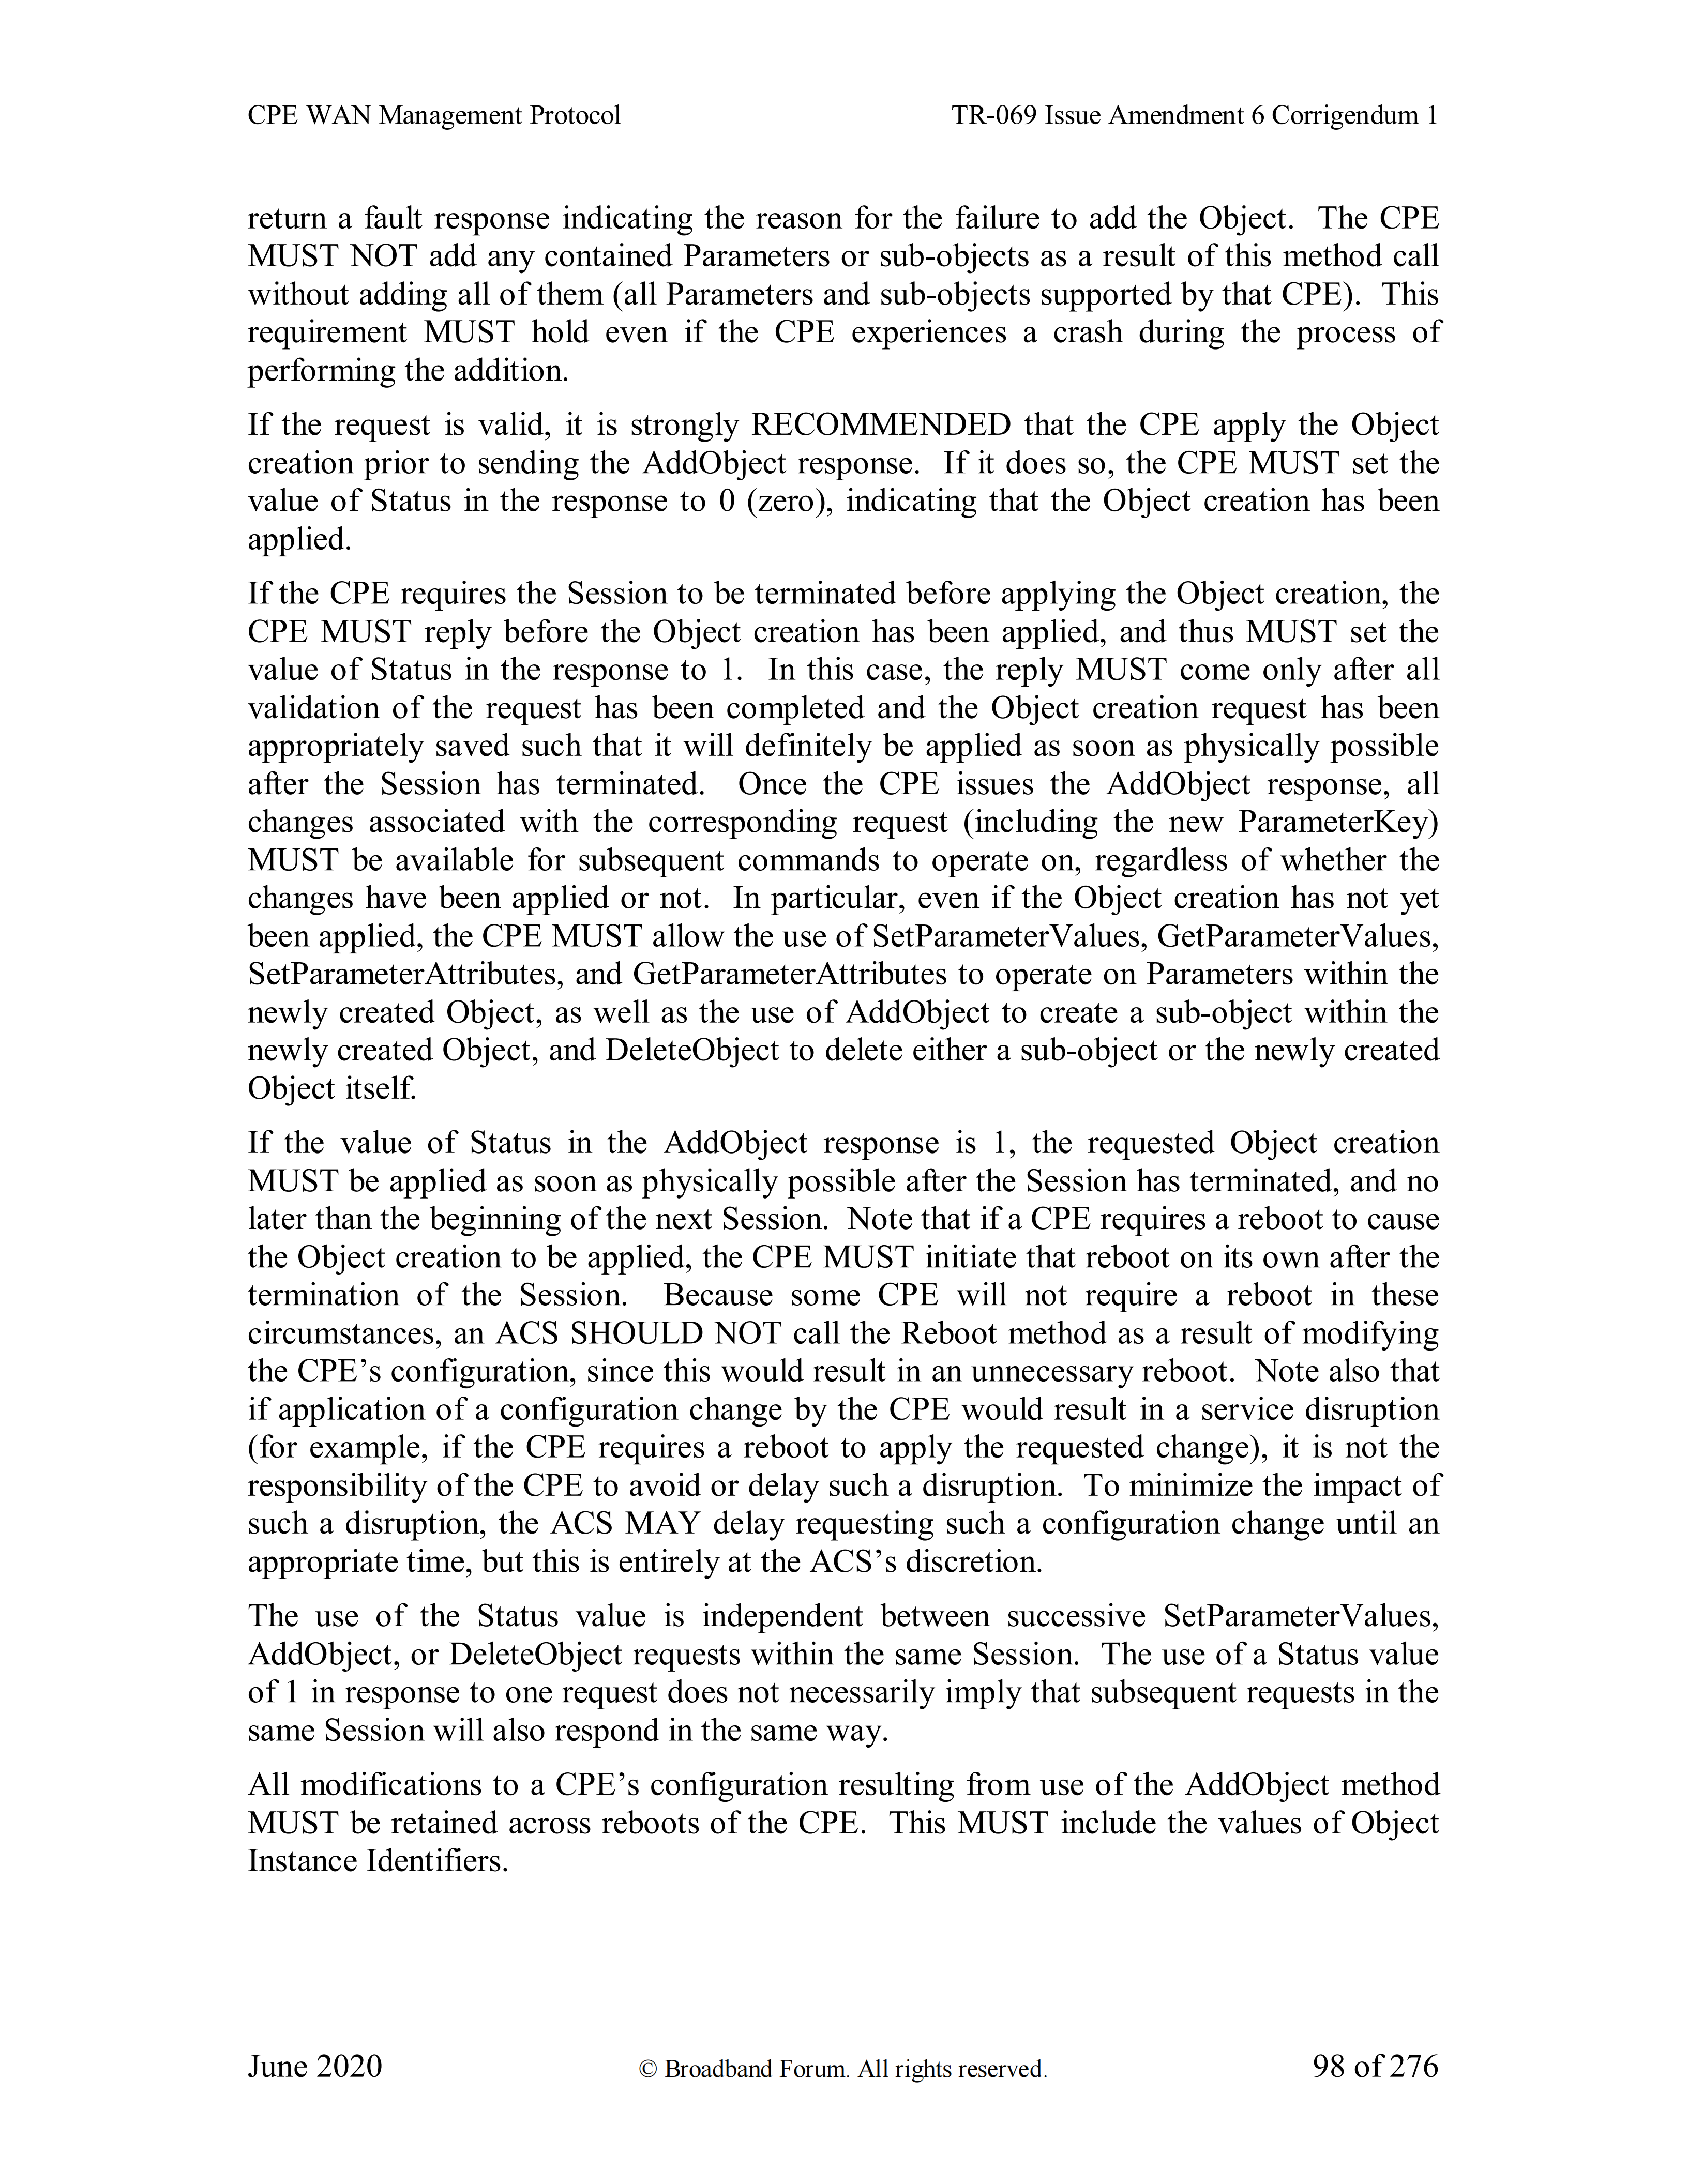 CPE WAN Management Protocol TR-069 Issue Amendment 6 Corrigendum 1
return a fault response indicating the reason for the failure to add the Object. The CPE
MUST NOT add any contained Parameters or sub-objects as a result of this method call
without adding all of them (all Parameters and sub-objects supported by that CPE). This
requirement MUST hold even if the CPE experiences a crash during the process of
performing the addition.
If the request is valid, it is strongly RECOMMENDED that the CPE apply the Object
creation prior to sending the AddObject response. If it does so, the CPE MUST set the
value of Status in the response to 0 (zero), indicating that the Object creation has been
applied.
If the CPE requires the Session to be terminated before applying the Object creation, the
CPE MUST reply before the Object creation has been applied, and thus MUST set the
value of Status in the response to 1. In this case, the reply MUST come only after all
validation of the request has been completed and the Object creation request has been
appropriately saved such that it will definitely be applied as soon as physically possible
after the Session has terminated. Once the CPE issues the AddObject response, all
changes associated with the corresponding request (including the new ParameterKey)
MUST be available for subsequent commands to operate on, regardless of whether the
changes have been applied or not. In particular, even if the Object creation has not yet
been applied, the CPE MUST allow the use of SetParameterValues, GetParameterValues,
SetParameterAttributes, and GetParameterAttributes to operate on Parameters within the
newly created Object, as well as the use of AddObject to create a sub-object within the
newly created Object, and DeleteObject to delete either a sub-object or the newly created
Object itself.
If the value of Status in the AddObject response is 1, the requested Object creation
MUST be applied as soon as physically possible after the Session has terminated, and no
later than the beginning of the next Session. Note that if a CPE requires a reboot to cause
the Object creation to be applied, the CPE MUST initiate that reboot on its own after the
termination of the Session. Because some CPE will not require a reboot in these
circumstances, an ACS SHOULD NOT call the Reboot method as a result of modifying
the CPE’s configuration, since this would result in an unnecessary reboot. Note also that
if application of a configuration change by the CPE would result in a service disruption
(for example, if the CPE requires a reboot to apply the requested change), it is not the
responsibility of the CPE to avoid or delay such a disruption. To minimize the impact of
such a disruption, the ACS MAY delay requesting such a configuration change until an
appropriate time, but this is entirely at the ACS’s discretion.
The use of the Status value is independent between successive SetParameterValues,
AddObject, or DeleteObject requests within the same Session. The use of a Status value
of 1 in response to one request does not necessarily imply that subsequent requests in the
same Session will also respond in the same way.
All modifications to a CPE’s configuration resulting from use of the AddObject method
MUST be retained across reboots of the CPE. This MUST include the values of Object
Instance Identifiers.
June 2020 © Broadband Forum. All rights reserved. 98 of 276